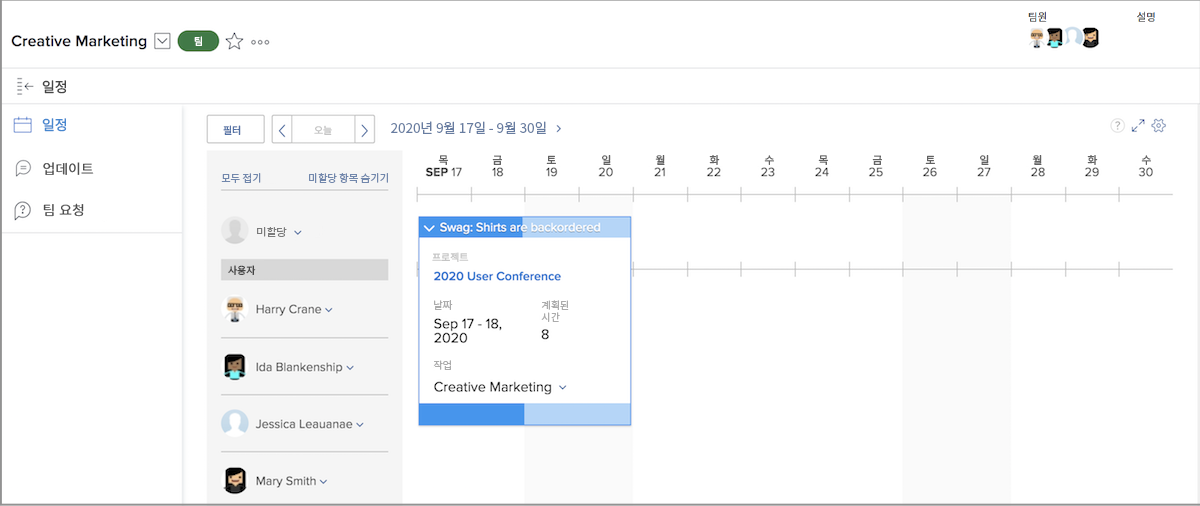 팀원
설명
Creative Marketing
팀
일정
일정
업데이트
팀 요청
필터
오늘
2020년 9월 17일 - 9월 30일
?
목 금 토 일 월 화 수 목 금 토 일 월 화 수
SEP 17 18 19 20 21 22 23 24 25 26 27 28 29 30
모두 접기
미할당 항목 숨기기
미할당
사용자
Harry Crane
Ida Blankenship
Jessica Leauanae
Mary Smith
Swag: Shirts are backordered
프로젝트
2020 User Conference
날짜
Sep 17 - 18,
2020
계획된
시간
8
작업
Creative Marketing